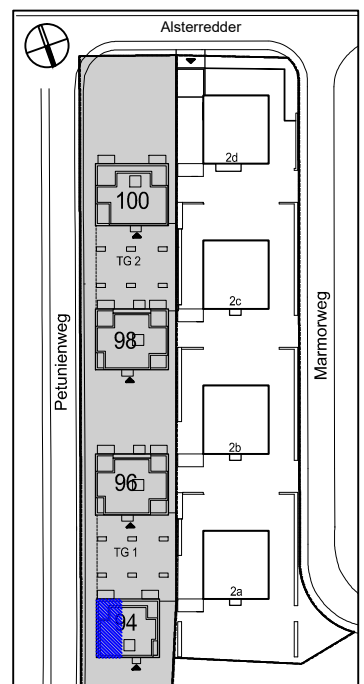 Alsterredder
2d
100
TG 2
2c
98
Petunienweg
Marmorweg
2b
96
TG 1
2a
94